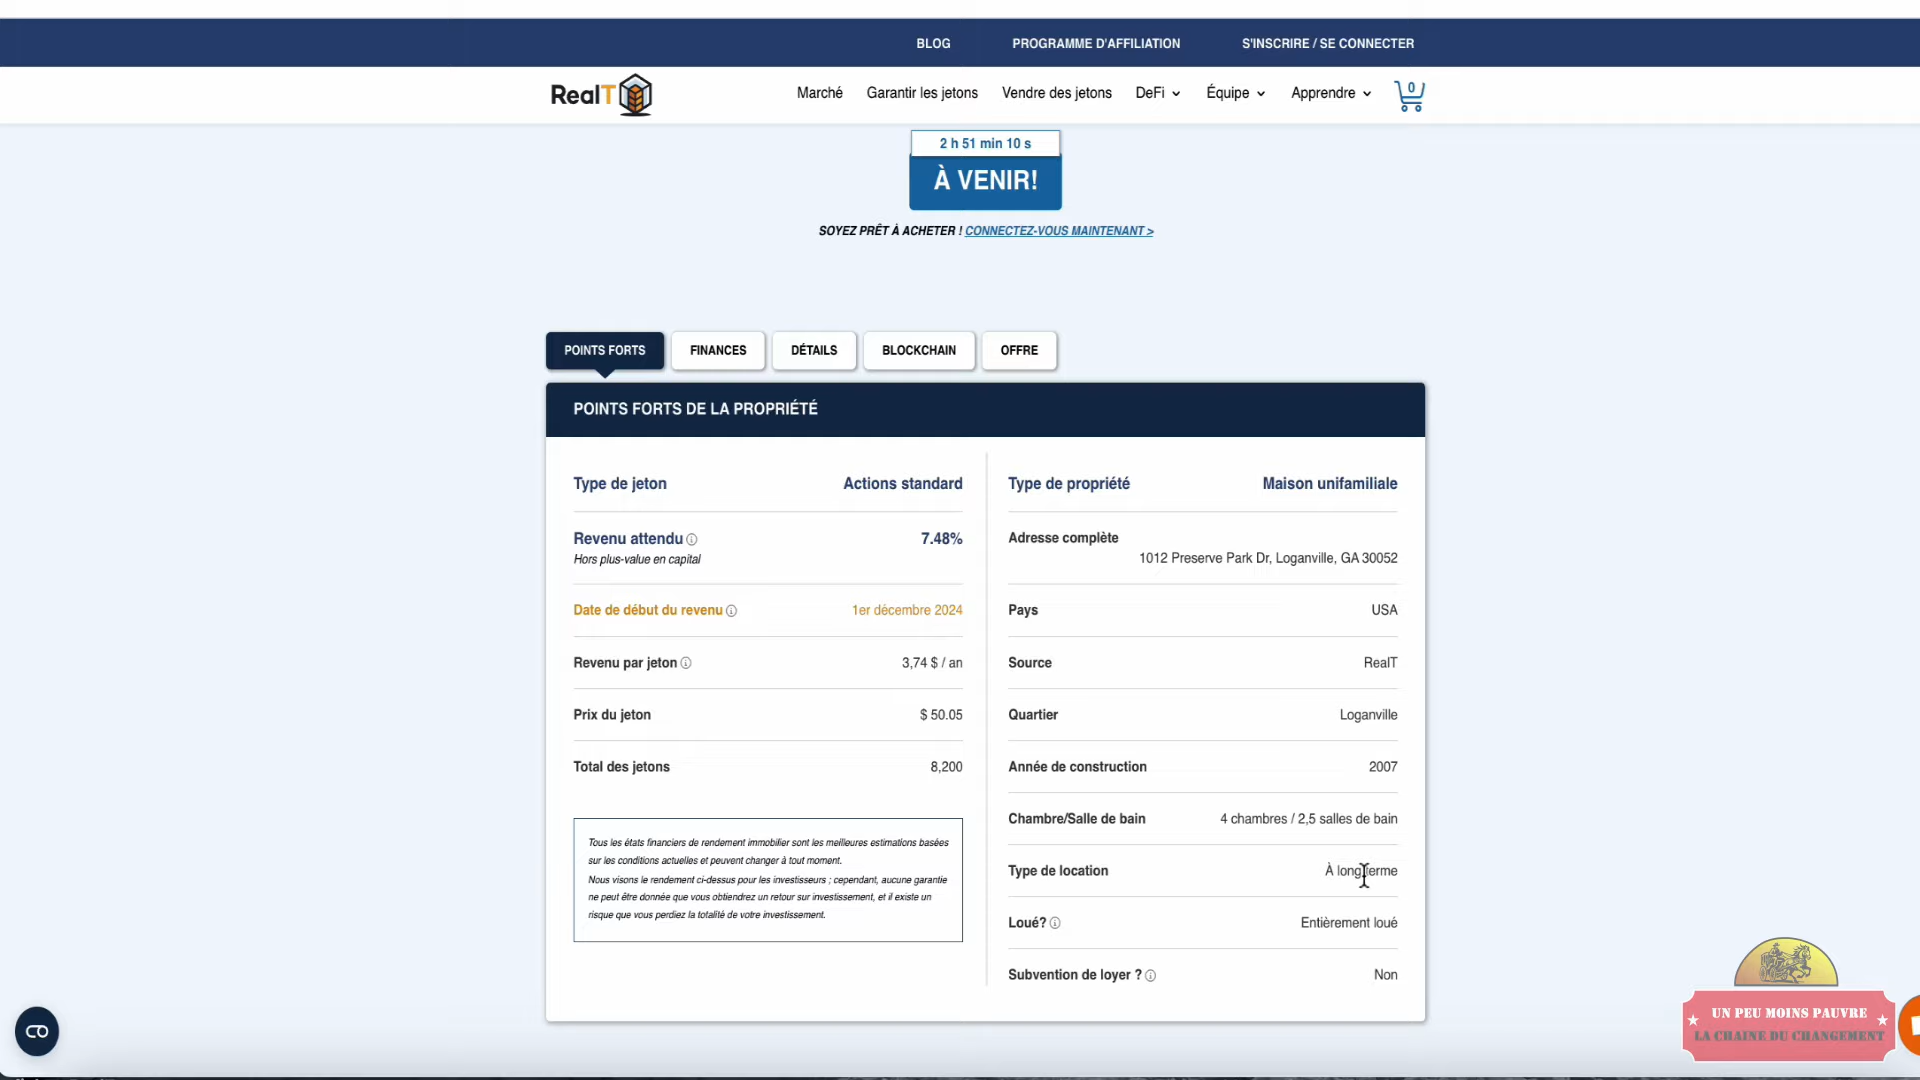 BLOG
PROGRAMME D'AFFILIATION
S'INSCRIRE / SE CONNECTER
RealT
Marché
Garantir les jetons
Vendre des jetons
DeFi
Équipe
Apprendre
0
2 h 51 min 10 s
À VENIR!
SOYEZ PRÊT À ACHETER ! CONNECTEZ-VOUS MAINTENANT >
POINTS FORTS
FINANCES
DÉTAILS
BLOCKCHAIN
OFFRE
POINTS FORTS DE LA PROPRIÉTÉ
Type de jeton
Actions standard
Revenu attendu
7.48%
Hors plus-value en capital
Date de début du revenu
1er décembre 2024
Revenu par jeton
3,74 $ / an
Prix du jeton
$ 50.05
Total des jetons
8,200
Tous les états financiers de rendement immobilier sont les meilleures estimations basées
sur les conditions actuelles et peuvent changer à tout moment.
Nous visons le rendement ci-dessus pour les investisseurs ; cependant, aucune garantie
ne peut être donnée que vous obtiendrez un retour sur investissement, et il existe un
risque que vous perdiez la totalité de votre investissement.
Type de propriété
Maison unifamiliale
Adresse complète
1012 Preserve Park Dr, Loganville, GA 30052
Pays
USA
Source
RealT
Quartier
Loganville
Année de construction
2007
Chambre/Salle de bain
4 chambres / 2,5 salles de bain
Type de location
À long terme
Loué?
Entièrement loué
Subvention de loyer ?
Non
UN PEU MOINS PAUVRE
LA CHAINE DU CHANGEMENT